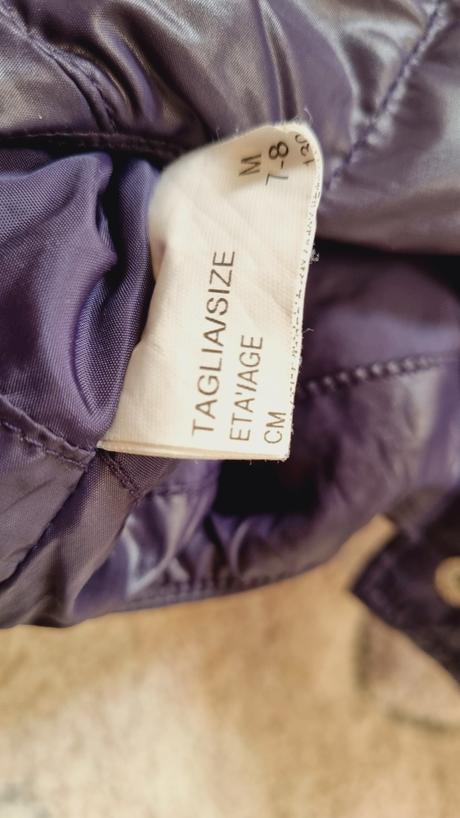 TAGLIA/SIZE M
ETA'/AGE 7-8
CM 130